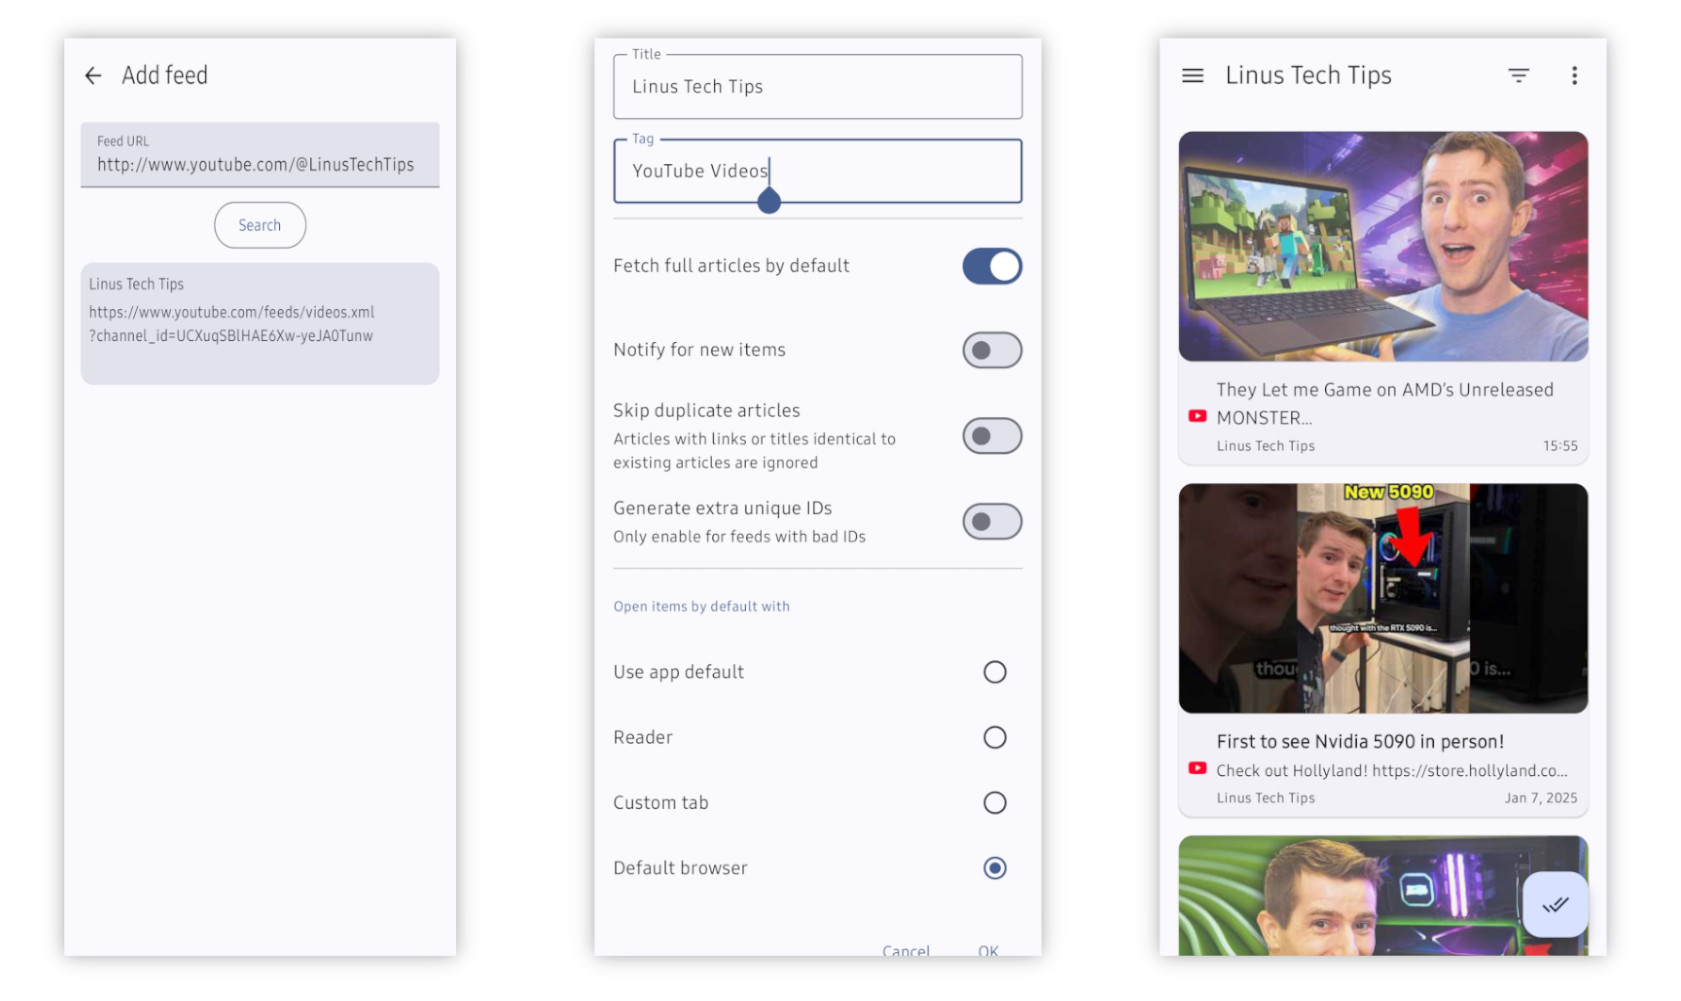 Add feed
Feed URL
http://www.youtube.com/@LinusTechTips
Search
Linus Tech Tips
https://www.youtube.com/feeds/videos.xml
?channel_id=UCXuqSBlHAE6Xw-yeJA0Tunw
Title
Linus Tech Tips
Tag
YouTube Videos
Fetch full articles by default
Notify for new items
Skip duplicate articles
Articles with links or titles identical to
existing articles are ignored
Generate extra unique IDs
Only enable for feeds with bad IDs
Open items by default with
Use app default
Reader
Custom tab
Default browser
Cancel OK
Linus Tech Tips
They Let me Game on AMD's Unreleased
MONSTER...
Linus Tech Tips 15:55
New 5090
thought with the RTX 5090 is...
thou
0 is...
First to see Nvidia 5090 in person!
Check out Hollyland! https://store.hollyland.co...
Linus Tech Tips Jan 7, 2025